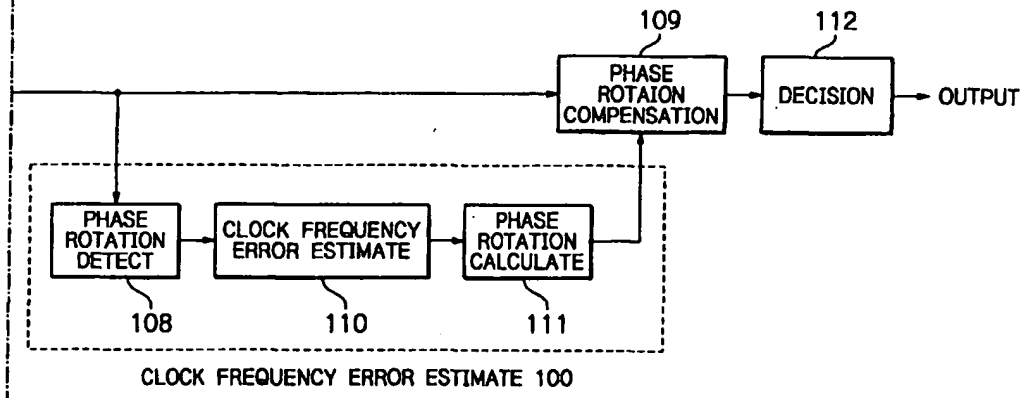 109
112
PHASE
ROTAION
COMPENSATION
DECISION
OUTPUT
PHASE
ROTATION
DETECT
CLOCK FREQUENCY
ERROR ESTIMATE
PHASE
ROTATION
CALCULATE
108
110
111
CLOCK FREQUENCY ERROR ESTIMATE 100